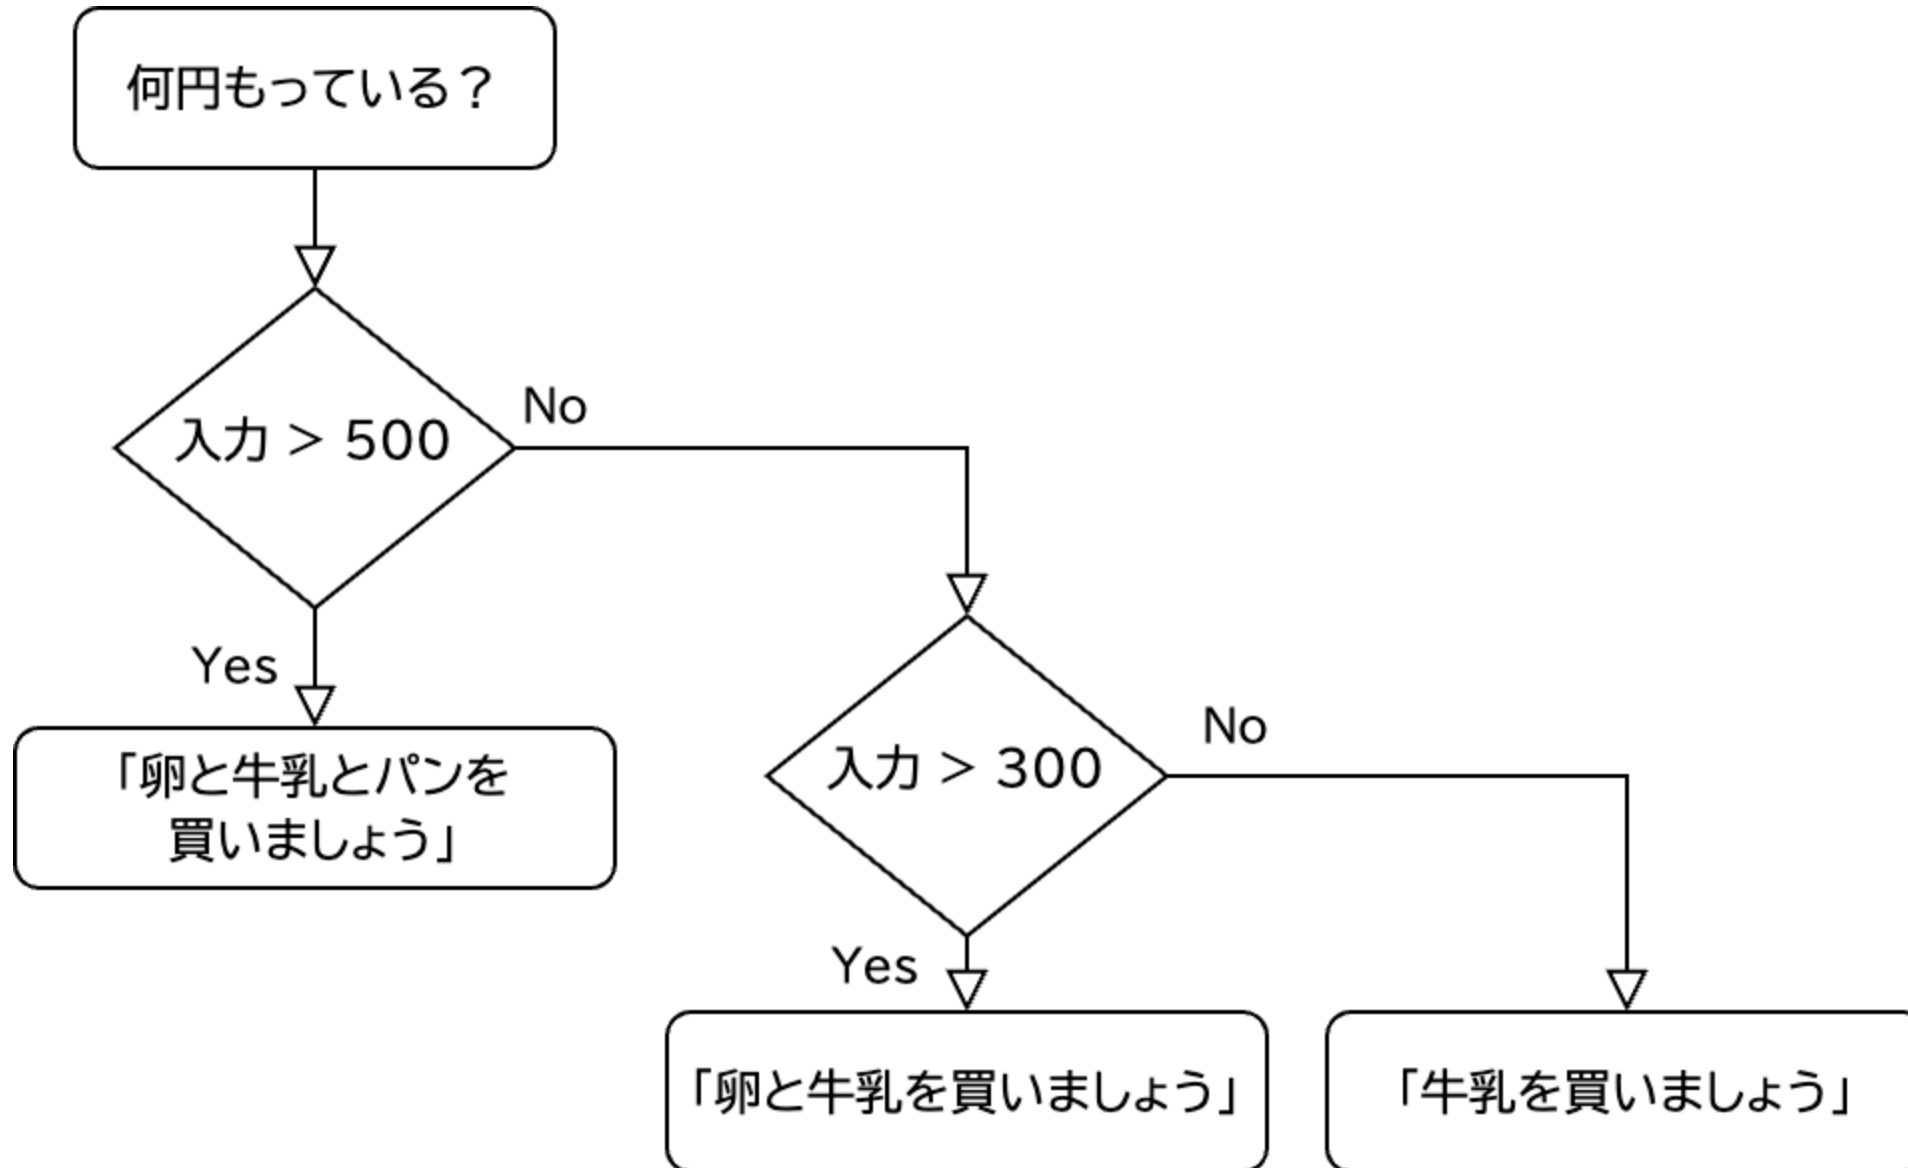 何円もっている？
入力 > 500
No
Yes
「卵と牛乳とパンを
買いましょう」
入力 > 300
No
Yes
「卵と牛乳を買いましょう」
「牛乳を買いましょう」